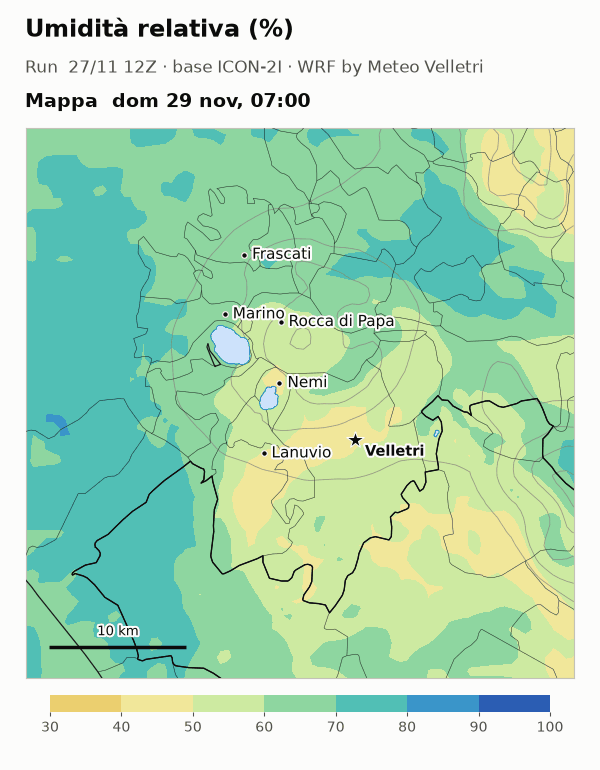 Umidità relativa (%)
Run  27/11 12Z · base ICON-2I · WRF by Meteo Velletri
Mappa  dom 29 nov, 07:00
Frascati
Marino
Rocca di Papa
Nemi
Lanuvio
Velletri
10 km
30 40 50 60 70 80 90 100